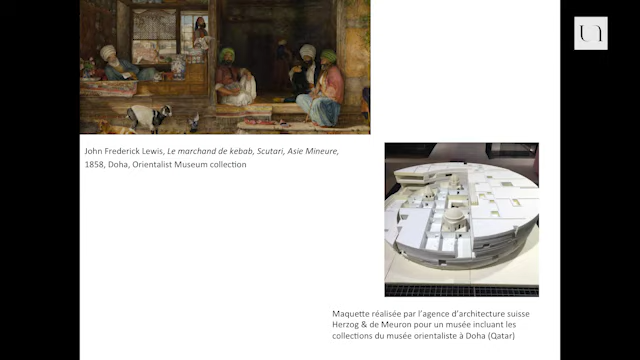 John Frederick Lewis, Le marchand de kebab, Scutari, Asie Mineure,
1858, Doha, Orientalist Museum collection
Maquette réalisée par l'agence d'architecture suisse
Herzog & de Meuron pour un musée incluant les
collections du musée orientaliste à Doha (Qatar)